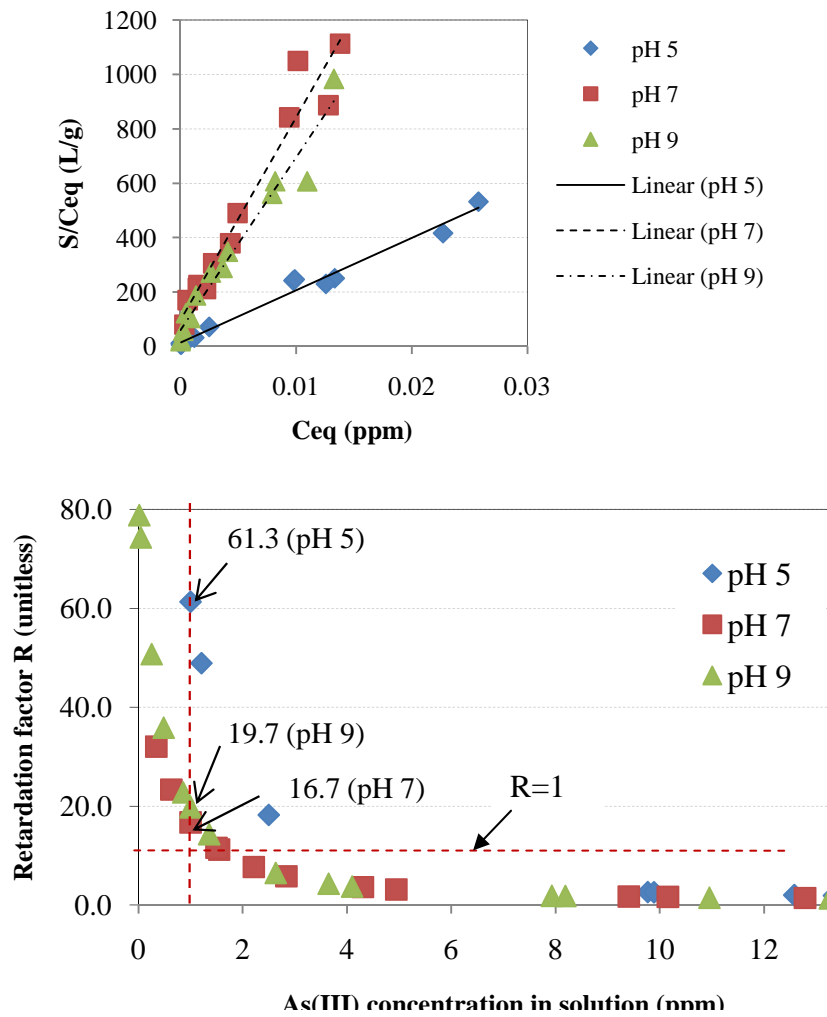 1200
1000
800
600
400
200
0
0 0.01 0.02 0.03
S/Ceq (L/g)
Ceq (ppm)
pH 5
pH 7
pH 9
Linear (pH 5)
Linear (pH 7)
Linear (pH 9)
80.0
60.0
40.0
20.0
0.0
0 2 4 6 8 10 12
Retardation factor R (unitless)
61.3 (pH 5)
19.7 (pH 9)
16.7 (pH 7)
R=1
pH 5
pH 7
pH 9
As(III) concentration in solution (ppm)